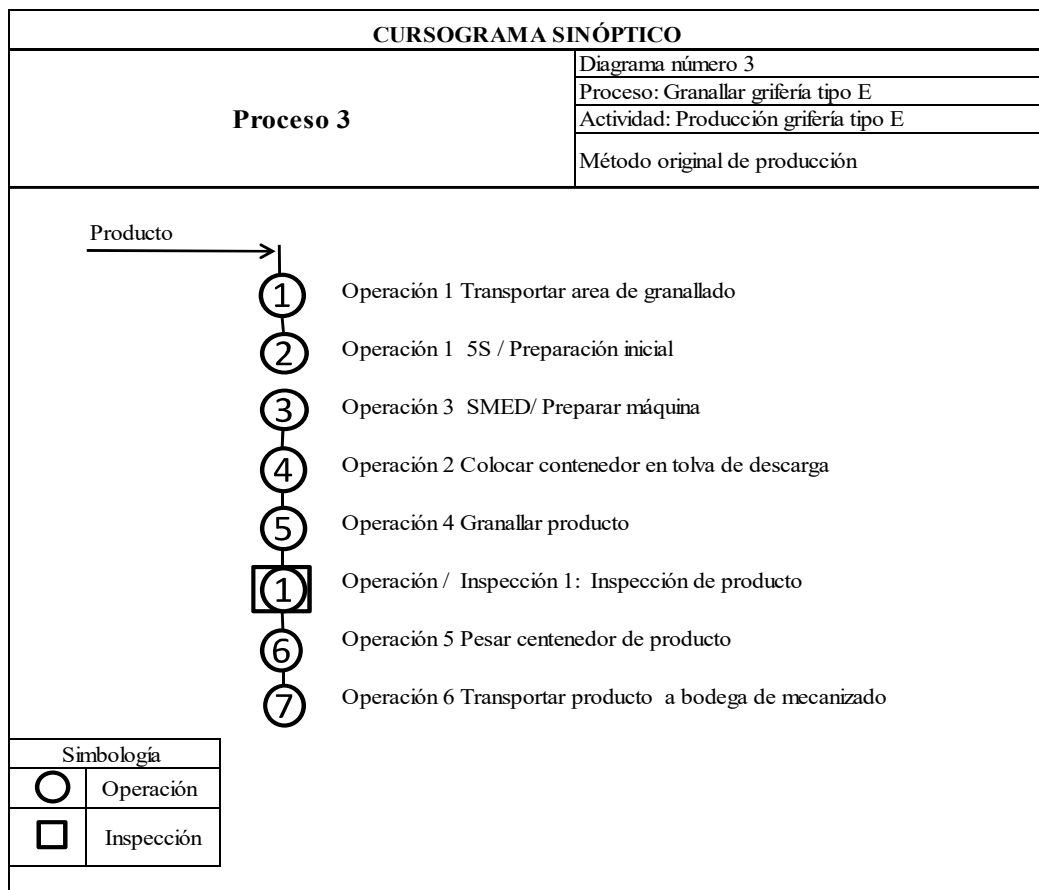 CURSOGRAMA SINÓPTICO
Proceso 3
Diagrama número 3
Proceso: Granallar grifería tipo E
Actividad: Producción grifería tipo E
Método original de producción
Producto
1 Operación 1 Transportar area de granallado
2 Operación 1 5S / Preparación inicial
3 Operación 3 SMED/ Preparar máquina
4 Operación 2 Colocar contenedor en tolva de descarga
5 Operación 4 Granallar producto
1 Operación / Inspección 1: Inspección de producto
6 Operación 5 Pesar centenedor de producto
7 Operación 6 Transportar producto a bodega de mecanizado
Simbología
Operación
Inspección